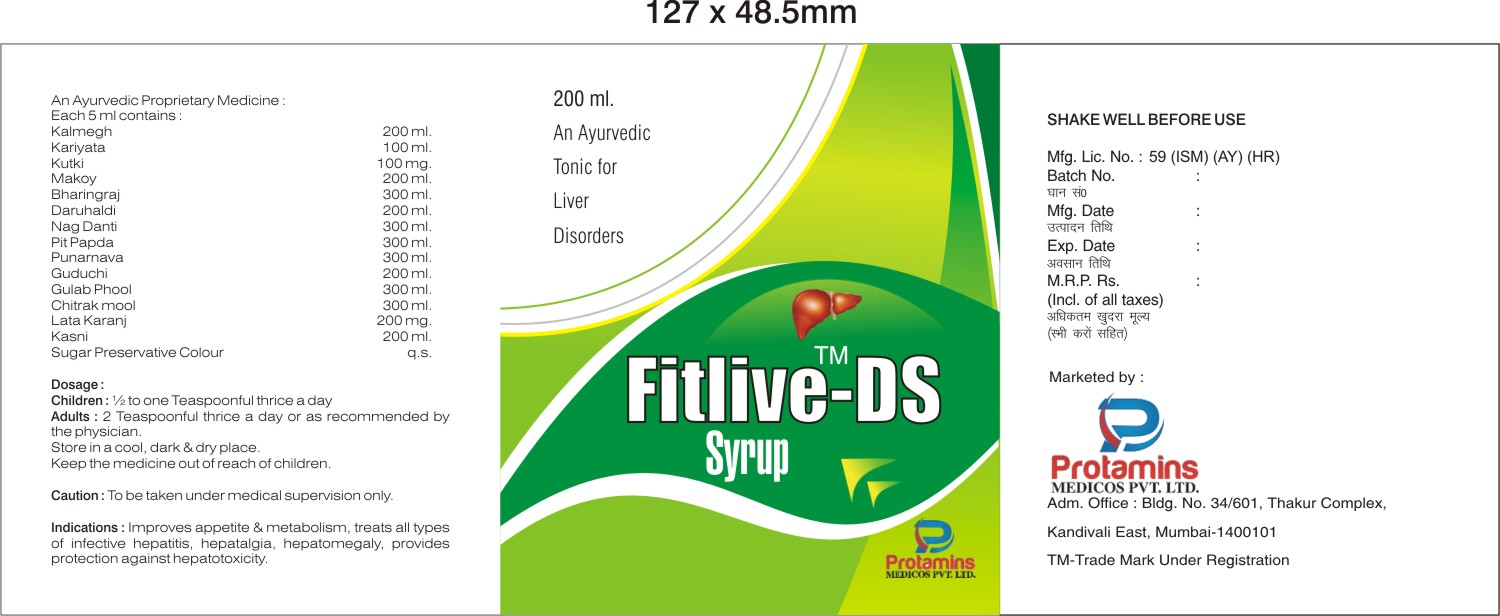 127 x 48.5mm
An Ayurvedic Proprietary Medicine :
Each 5 ml contains :
Kalmegh 200 ml.
Kariyata 100 ml.
Kutki 100 mg.
Makoy 200 ml.
Bharingraj 300 ml.
Daruhaldi 200 ml.
Nag Danti 300 ml.
Pit Papda 300 ml.
Punarnava 300 ml.
Guduchi 200 ml.
Gulab Phool 300 ml.
Chitrak mool 300 ml.
Lata Karanj 200 mg.
Kasni 200 ml.
Sugar Preservative Colour q.s.
Dosage :
Children : ½ to one Teaspoonful thrice a day
Adults : 2 Teaspoonful thrice a day or as recommended by
the physician.
Store in a cool, dark & dry place.
Keep the medicine out of reach of children.
Caution : To be taken under medical supervision only.
Indications : Improves appetite & metabolism, treats all types
of infective hepatitis, hepatalgia, hepatomegaly, provides
protection against hepatotoxicity.
200 ml.
An Ayurvedic
Tonic for
Liver
Disorders
TM
Fitlive-DS
Syrup
Protamins
MEDICOS PVT. LTD.
SHAKE WELL BEFORE USE
Mfg. Lic. No. : 59 (ISM) (AY) (HR)
Batch No. :
घान सं0
Mfg. Date :
उत्पादन तिथि
Exp. Date :
अवसान तिथि
M.R.P. Rs. :
(Incl. of all taxes)
अधिकतम खुदरा मूल्य
(स्भी करों सहित)
Marketed by :
Protamins
MEDICOS PVT. LTD.
Adm. Office : Bldg. No. 34/601, Thakur Complex,
Kandivali East, Mumbai-1400101
TM-Trade Mark Under Registration